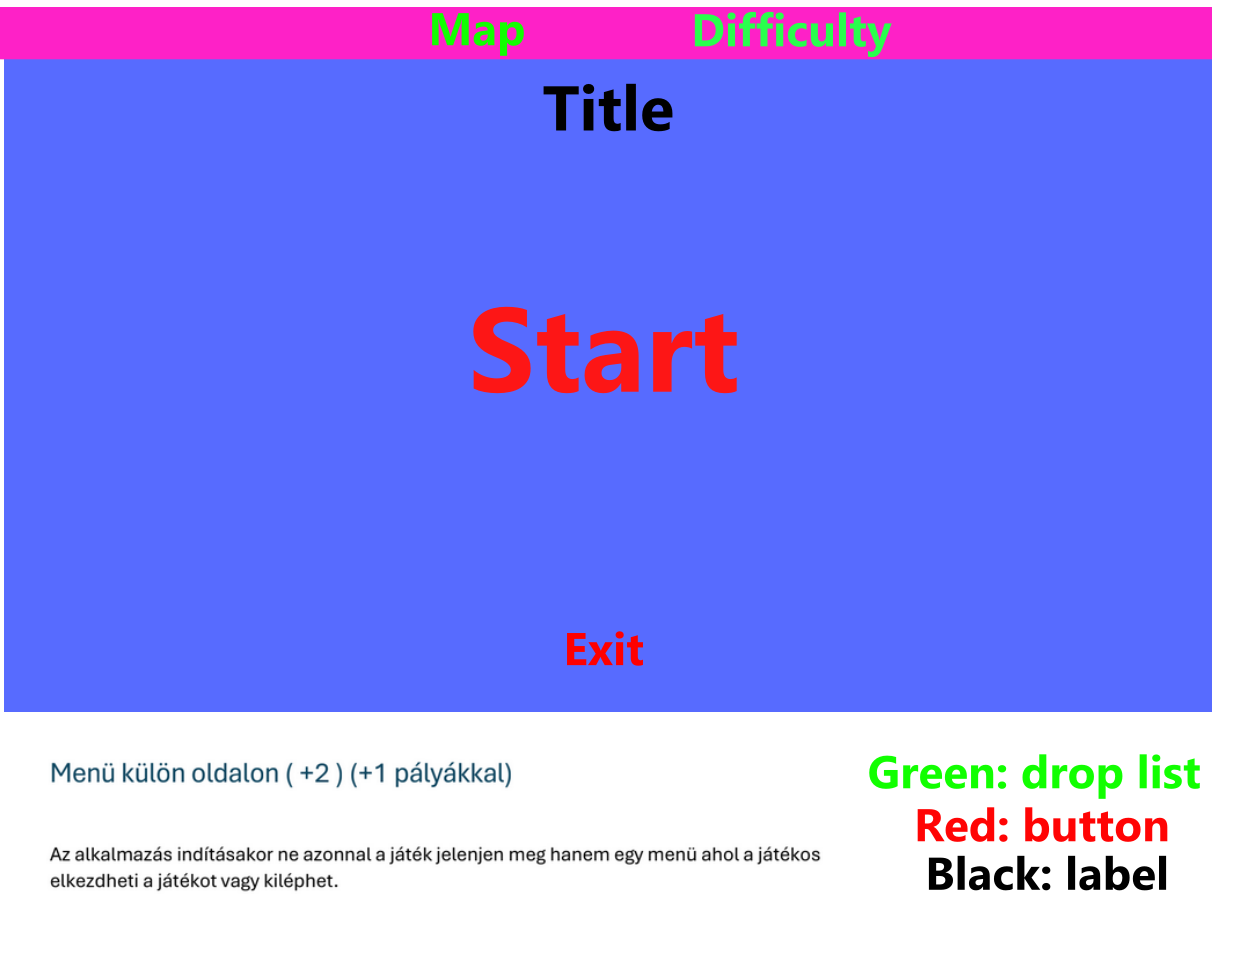 Map Difficulty
Title
Start
Exit
Menü külön oldalon ( +2 ) (+1 pályákkal)
Az alkalmazás indításakor ne azonnal a játék jelenjen meg hanem egy menü ahol a játékos
elkezdheti a játékot vagy kiléphet.
Green: drop list
Red: button
Black: label